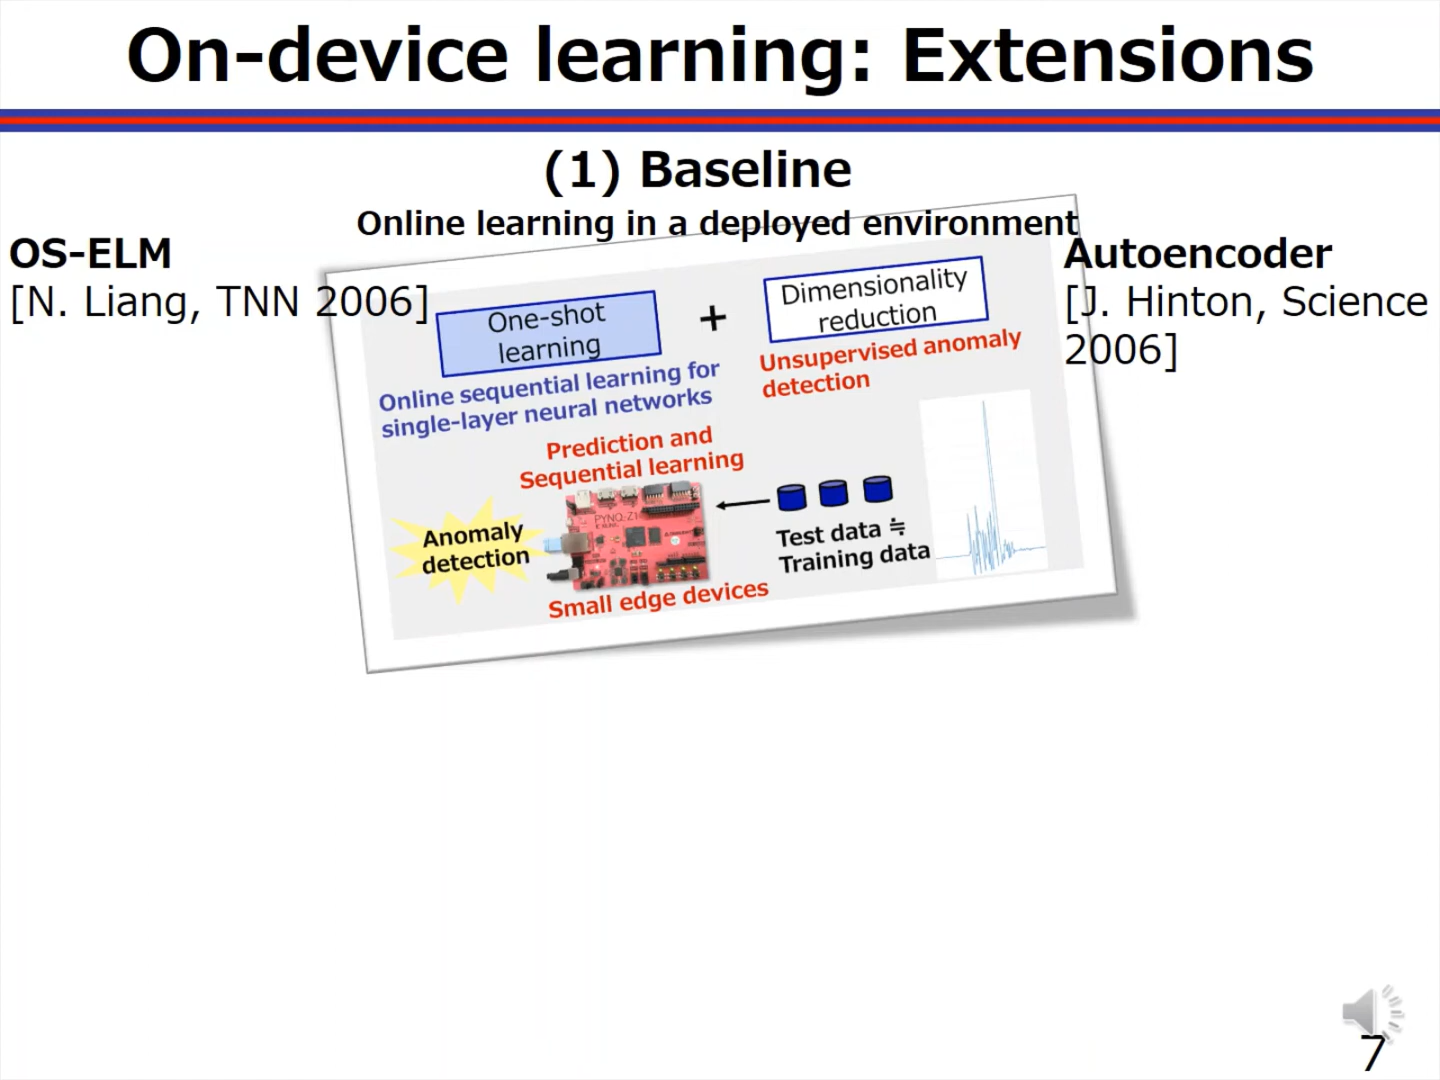 On-device learning: Extensions
(1) Baseline
Online learning in a deployed environment
OS-ELM
[N. Liang, TNN 2006]
Autoencoder
[J. Hinton, Science
2006]
One-shot
learning
+
Dimensionality
reduction
Online sequential learning for
single-layer neural networks
Unsupervised anomaly
detection
Prediction and
Sequential learning
Anomaly
detection
PYNQ-Z1
Test data ≒
Training data
Small edge devices
7